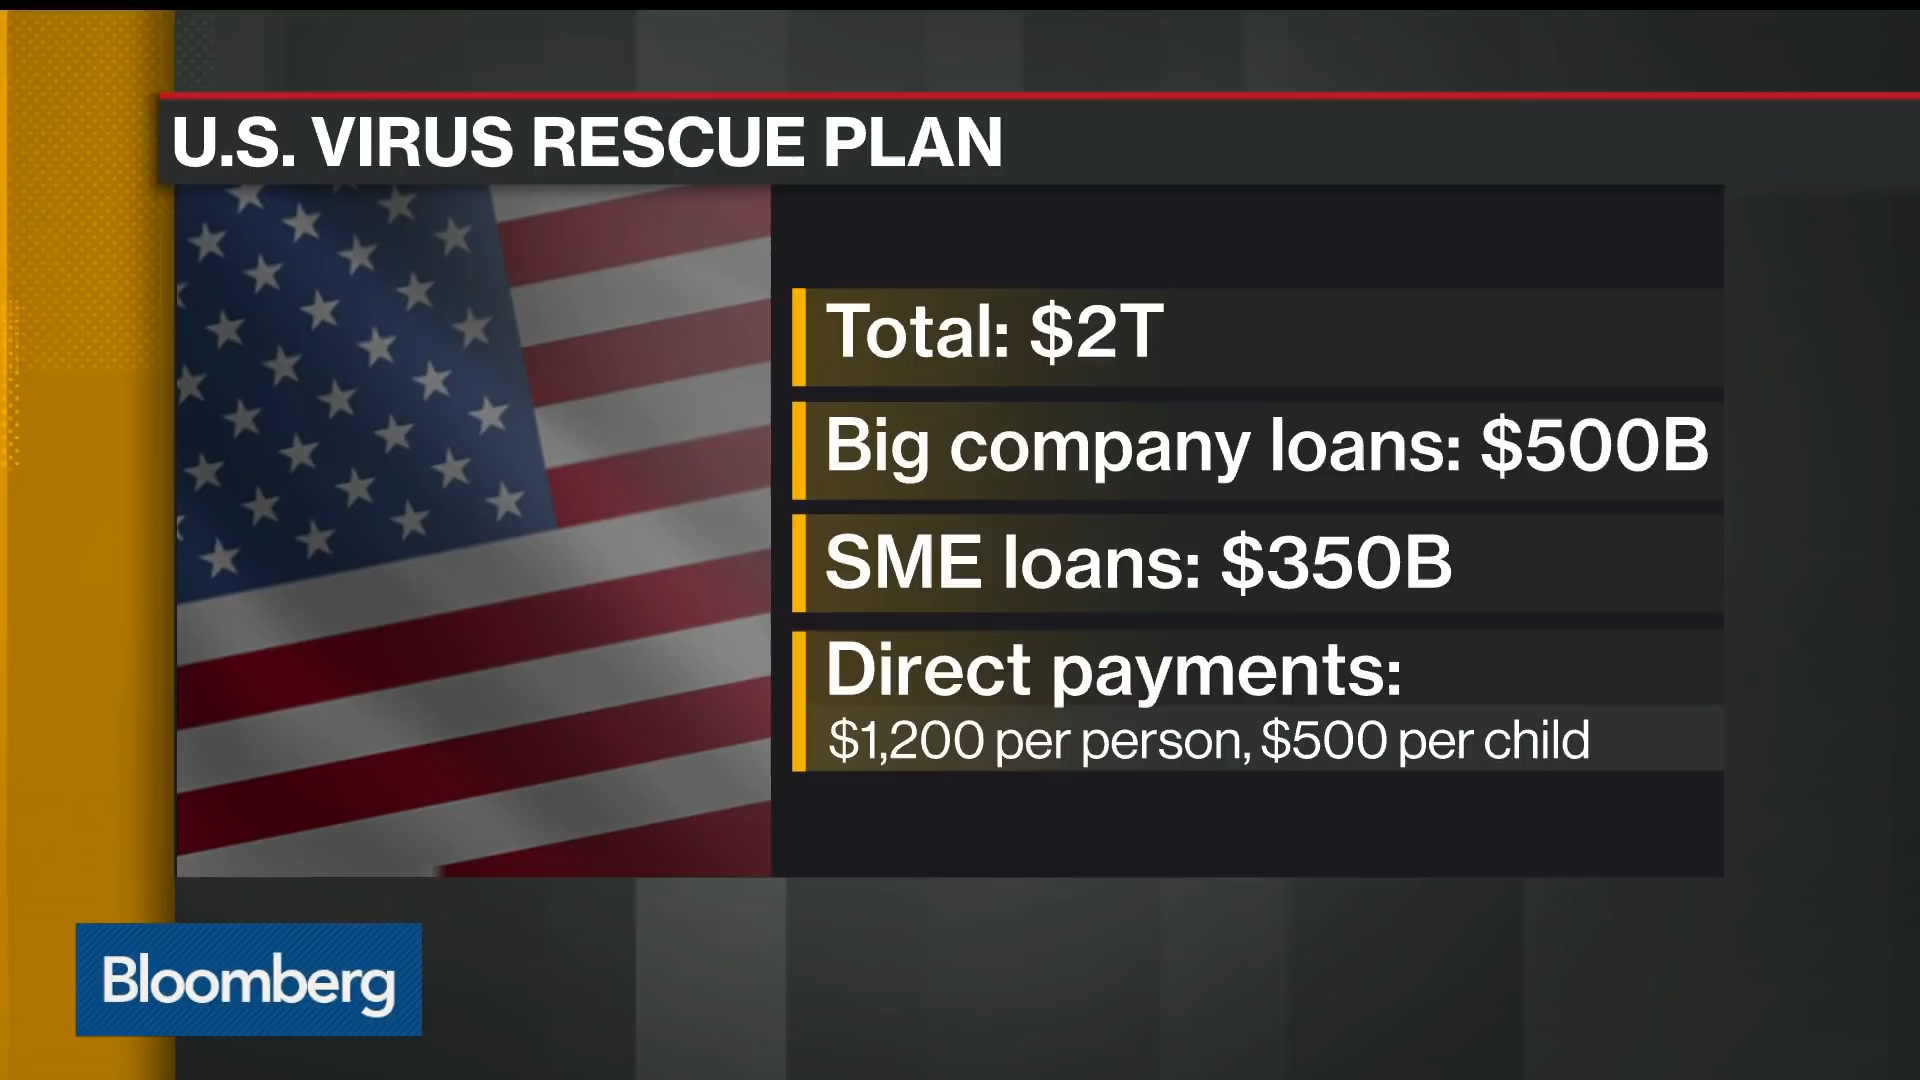 U.S. VIRUS RESCUE PLAN
Total: $2T
Big company loans: $500B
SME loans: $350B
Direct payments:
$1,200 per person, $500 per child
Bloomberg